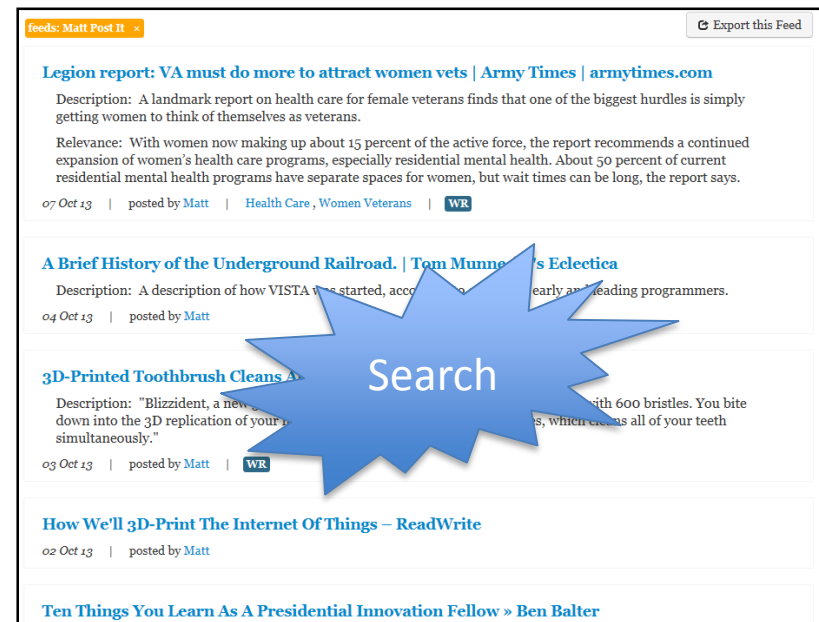 feeds: Matt Post It ×
Export this Feed
Legion report: VA must do more to attract women vets | Army Times | armytimes.com
Description: A landmark report on health care for female veterans finds that one of the biggest hurdles is simply
getting women to think of themselves as veterans.
Relevance: With women now making up about 15 percent of the active force, the report recommends a continued
expansion of women's health care programs, especially residential mental health. About 50 percent of current
residential mental health programs have separate spaces for women, but wait times can be long, the report says.
07 Oct 13 | posted by Matt | Health Care , Women Veterans | WR
A Brief History of the Underground Railroad. | Tom 's Eclectica
Description: A description of how VISTA was started, early and leading programmers.
04 Oct 13 | posted by Matt
Search
3D-Printed Toothbrush Cleans
Description: "Blizzident, a new with 600 bristles. You bite
down into the 3D replication of your which cleans all of your teeth
simultaneously."
03 Oct 13 | posted by Matt | WR
How We'll 3D-Print The Internet Of Things – ReadWrite
02 Oct 13 | posted by Matt
Ten Things You Learn As A Presidential Innovation Fellow » Ben Balter